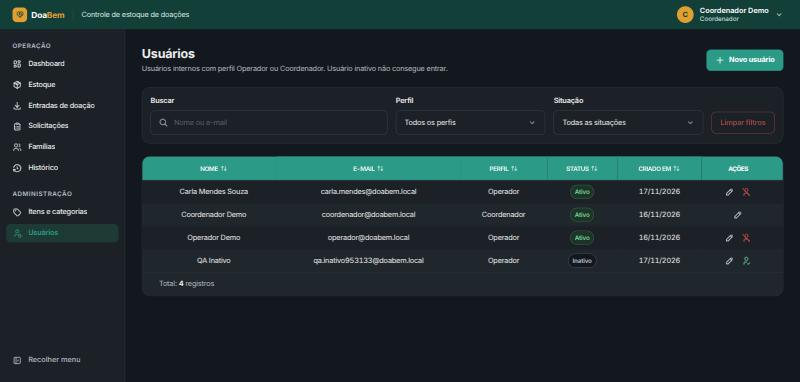 DoaBem
Controle de estoque de doações
C
Coordenador Demo
Coordenador
OPERAÇÃO
Dashboard
Estoque
Entradas de doação
Solicitações
Famílias
Histórico
ADMINISTRAÇÃO
Itens e categorias
Usuários
Recolher menu
Usuários
Usuários internos com perfil Operador ou Coordenador. Usuário inativo não consegue entrar.
Novo usuário
Buscar Perfil Situação
Nome ou e-mail Todos os perfis Todas as situações Limpar filtros
NOME E-MAIL PERFIL STATUS CRIADO EM AÇÕES
Carla Mendes Souza carla.mendes@doabem.local Operador Ativo 17/11/2026
Coordenador Demo coordenador@doabem.local Coordenador Ativo 16/11/2026
Operador Demo operador@doabem.local Operador Ativo 16/11/2026
QA Inativo qa.inativo953133@doabem.local Operador Inativo 17/11/2026
Total: 4 registros